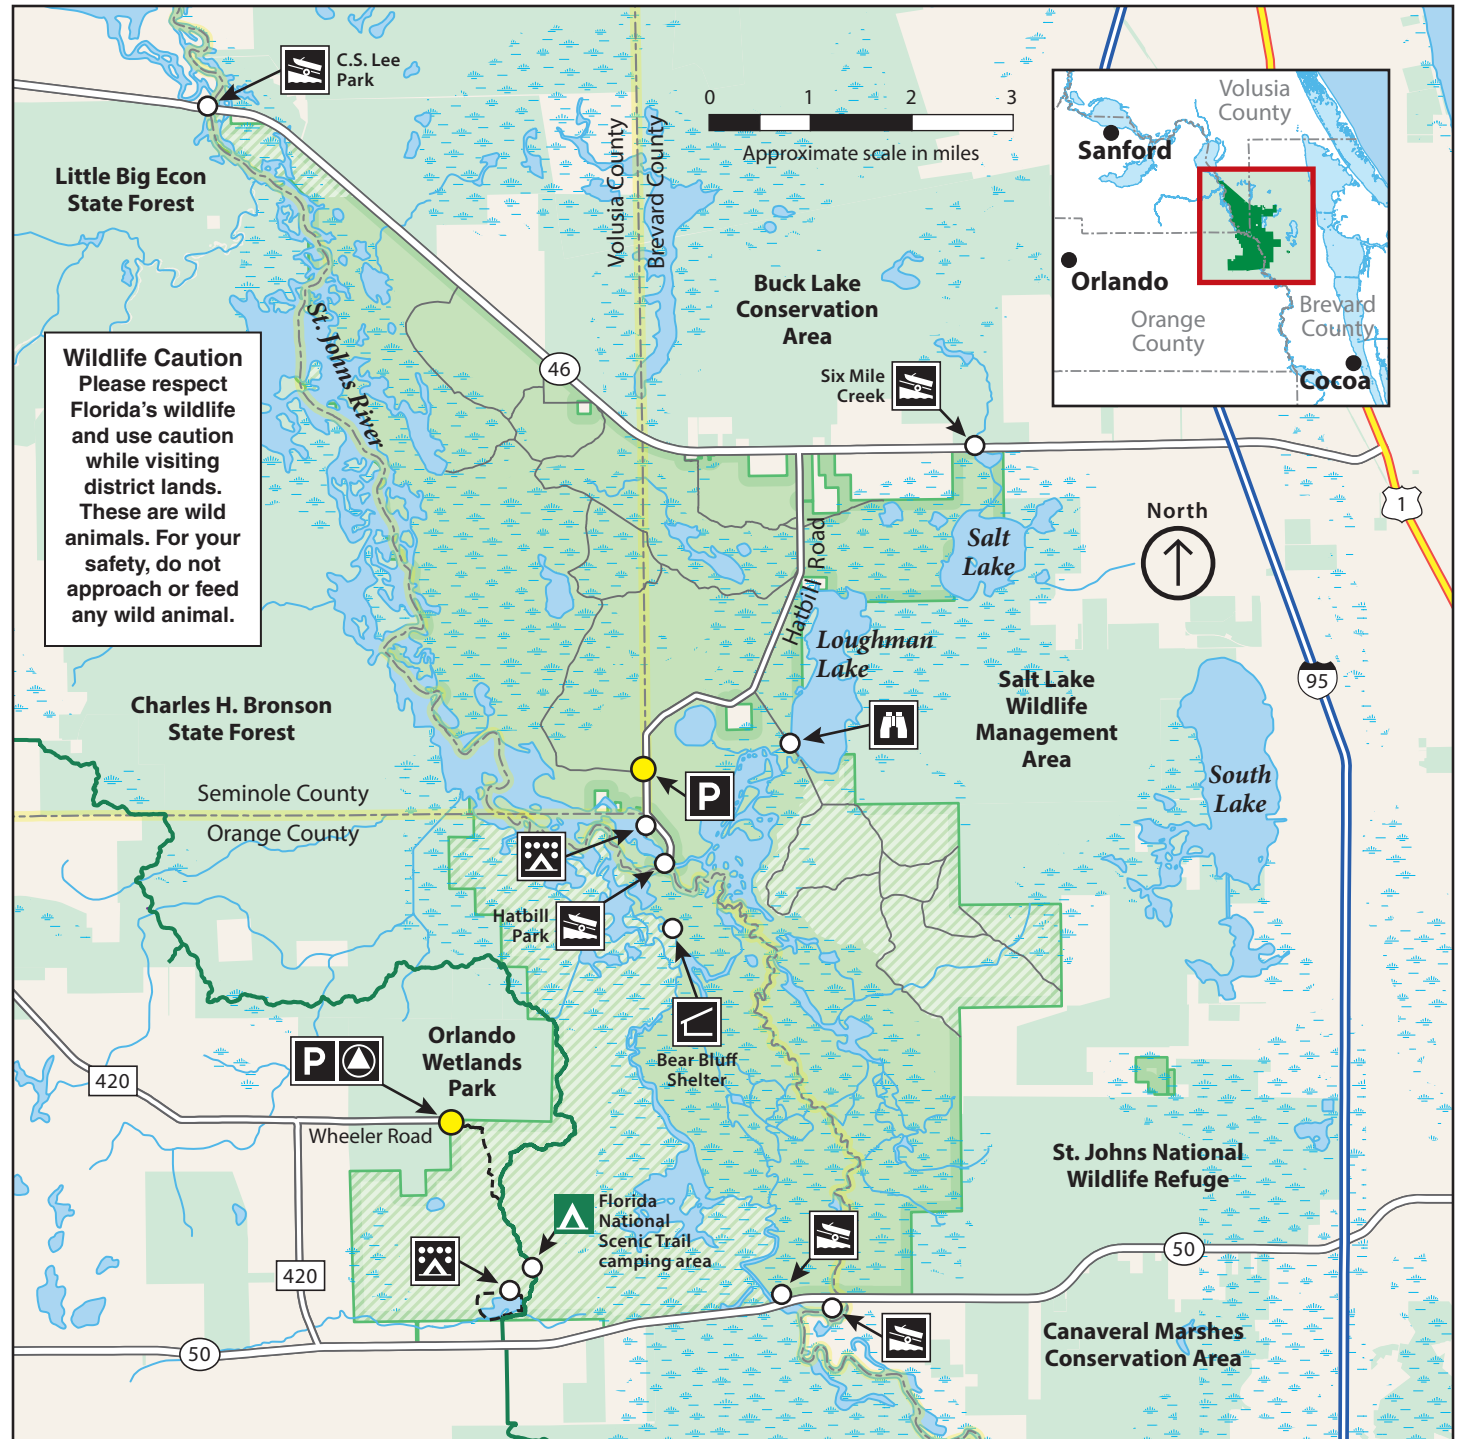 C.S. Lee
Park
0 1 2 3
Approximate scale in miles
Volusia County
Brevard County
Little Big Econ
State Forest
St. Johns River
Buck Lake
Conservation
Area
46
Six Mile
Creek
Volusia
County
Sanford
Orlando
Orange
County
Brevard
County
Cocoa
Wildlife Caution
Please respect
Florida’s wildlife
and use caution
while visiting
district lands.
These are wild
animals. For your
safety, do not
approach or feed
any wild animal.
1
North
Salt
Lake
Hatbill Road
Loughman
Lake
Salt Lake
Wildlife
Management
Area
95
Charles H. Bronson
State Forest
South
Lake
Seminole County
Orange County
P
Hatbill
Park
Bear Bluff
Shelter
Orlando
Wetlands
Park
P
420
Wheeler Road
St. Johns National
Wildlife Refuge
Florida
National
Scenic Trail
camping area
420
50
50
Canaveral Marshes
Conservation Area